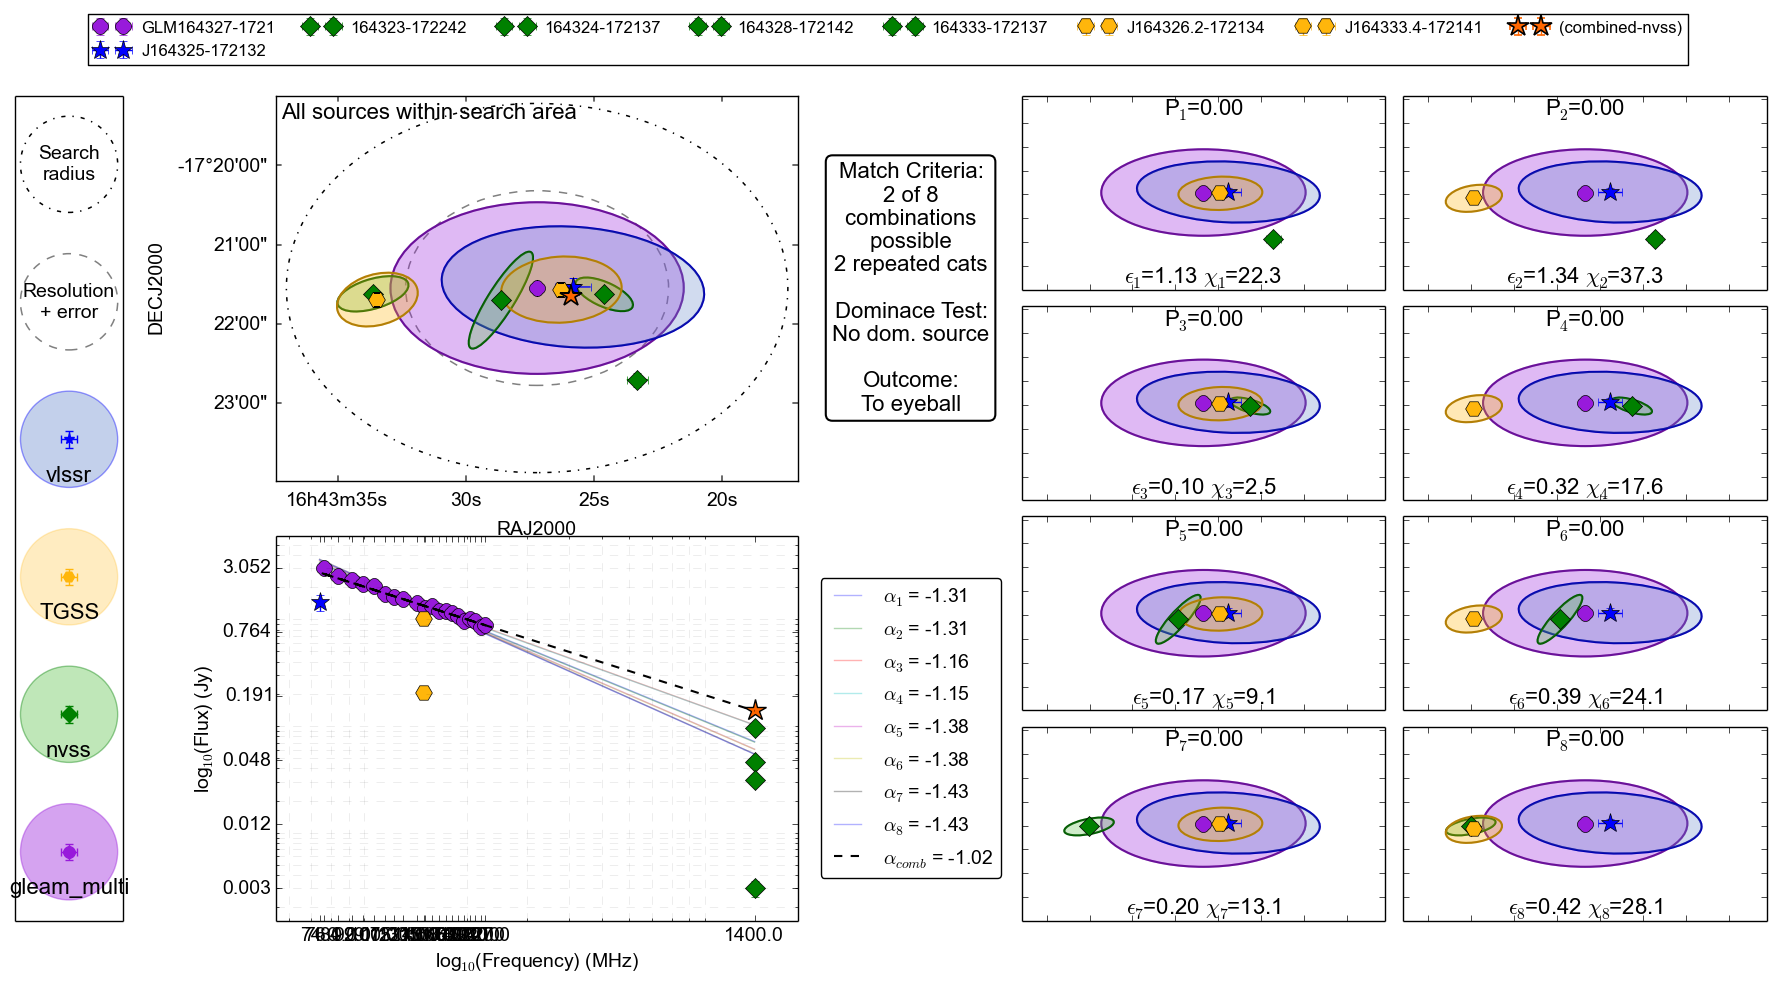 GLM164327-1721 164323-172242 164324-172137 164328-172142 164333-172137 J164326.2-172134 J164333.4-172141 (combined-nvss)
J164325-172132
Search
radius
Resolution
+ error
vlssr
TGSS
nvss
gleam_multi
All sources within search area
DECJ2000
-17°20'00"
21'00"
22'00"
23'00"
16h43m35s 30s 25s 20s
RAJ2000
Match Criteria:
2 of 8
combinations
possible
2 repeated cats
Dominace Test:
No dom. source
Outcome:
To eyeball
log10(Flux) (Jy)
3.052
0.764
0.191
0.048
0.012
0.003
1400.0
log10(Frequency) (MHz)
α1 = -1.31
α2 = -1.31
α3 = -1.16
α4 = -1.15
α5 = -1.38
α6 = -1.38
α7 = -1.43
α8 = -1.43
αcomb = -1.02
P1=0.00
ϵ1=1.13 χ1=22.3
P2=0.00
ϵ2=1.34 χ2=37.3
P3=0.00
ϵ3=0.10 χ3=2.5
P4=0.00
ϵ4=0.32 χ4=17.6
P5=0.00
ϵ5=0.17 χ5=9.1
P6=0.00
ϵ6=0.39 χ6=24.1
P7=0.00
ϵ7=0.20 χ7=13.1
P8=0.00
ϵ8=0.42 χ8=28.1